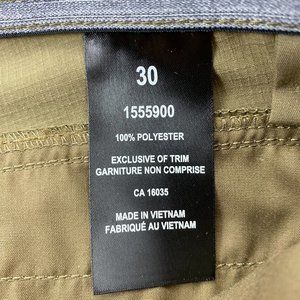 30
1555900
100% POLYESTER
EXCLUSIVE OF TRIM
GARNITURE NON COMPRISE
CA 16035
MADE IN VIETNAM
FABRIQUÉ AU VIETNAM